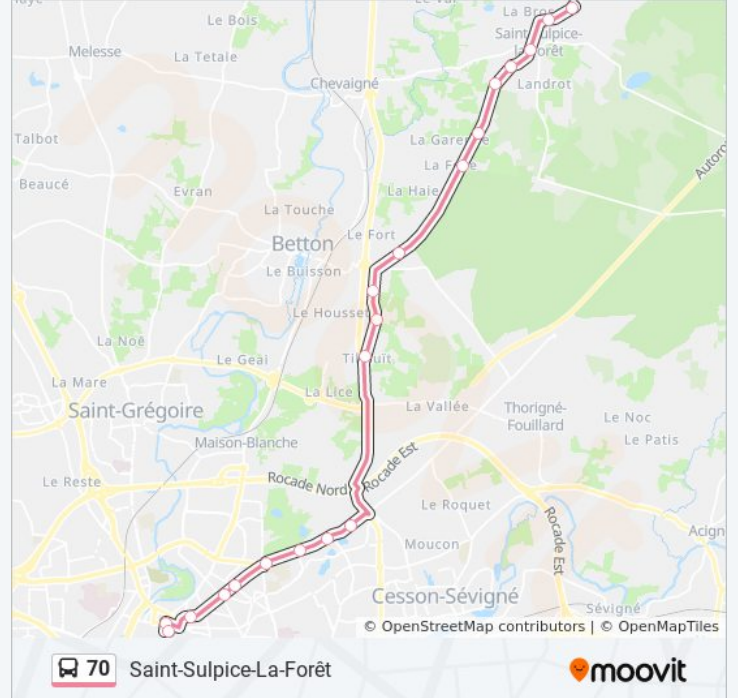 Le Bois
La Bro
Saint-Sulpice-
la-Forêt
Melesse
La Tetale
Chevaigné
Landrot
Talbot
La Garenne
La F
Autoro
Beaucé
Evran
La Haie
La Touche
Le Fort
Betton
Le Buisson
Le Housset
La Noë
Le Geai
Tihouït
La Mare
La Lice
Saint-Grégoire
La Vallée
Thorigné-
Fouillard
Le Noc
Le Patis
Maison-Blanche
Rocade Est
Le Reste
Rocade Nord
Le Roquet
Rocade Est
Acign
Moucon
Cesson-Sévigné
Sévigné
© OpenStreetMap contributors | © OpenMapTiles
70 Saint-Sulpice-La-Forêt
moovit